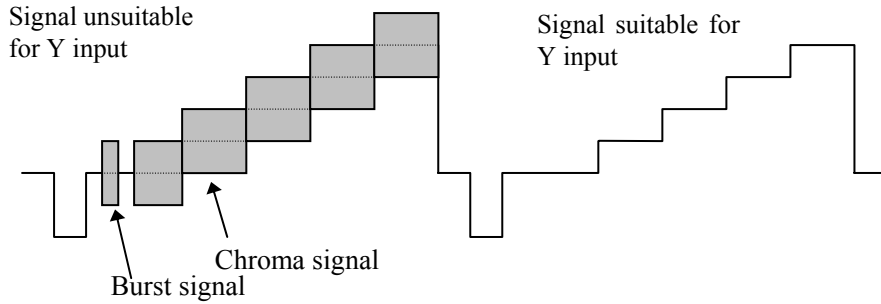 Signal unsuitable
for Y input
Signal suitable for
Y input
Chroma signal
Burst signal